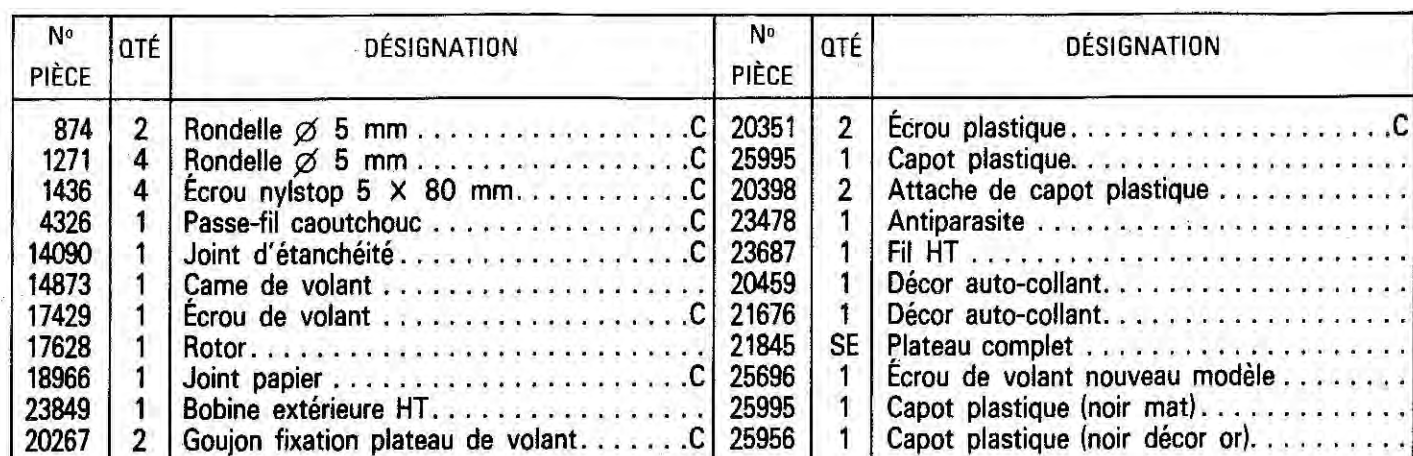 N° PIÈCE QTÉ DÉSIGNATION N° PIÈCE QTÉ DÉSIGNATION
874 2 Rondelle ∅ 5 mm . . . . . . . . . . . . . . . . .C 20351 2 Écrou plastique. . . . . . . . . . . . . . . . . . . .C
1271 4 Rondelle ∅ 5 mm . . . . . . . . . . . . . . . . .C 25995 1 Capot plastique. . . . . . . . . . . . . . . . . . . . .
1436 4 Écrou nylstop 5 X 80 mm. . . . . . . . . . .C 20398 2 Attache de capot plastique . . . . . . . . . . . .
4326 1 Passe-fil caoutchouc . . . . . . . . . . . . . . . .C 23478 1 Antiparasite . . . . . . . . . . . . . . . . . . . . . . .
14090 1 Joint d'étanchéité. . . . . . . . . . . . . . . . . .C 23687 1 Fil HT . . . . . . . . . . . . . . . . . . . . . . . . . . .
14873 1 Came de volant . . . . . . . . . . . . . . . . . . . . 20459 1 Décor auto-collant. . . . . . . . . . . . . . . . . . .
17429 1 Écrou de volant . . . . . . . . . . . . . . . . . . .C 21676 1 Décor auto-collant. . . . . . . . . . . . . . . . . . .
17628 1 Rotor. . . . . . . . . . . . . . . . . . . . . . . . . . . . 21845 SE Plateau complet . . . . . . . . . . . . . . . . . . . .
18966 1 Joint papier . . . . . . . . . . . . . . . . . . . . . .C 25696 1 Écrou de volant nouveau modèle . . . . . . .
23849 1 Bobine extérieure HT. . . . . . . . . . . . . . . . . 25995 1 Capot plastique (noir mat). . . . . . . . . . . . .
20267 2 Goujon fixation plateau de volant. . . . . . .C 25956 1 Capot plastique (noir décor or). . . . . . . . . .